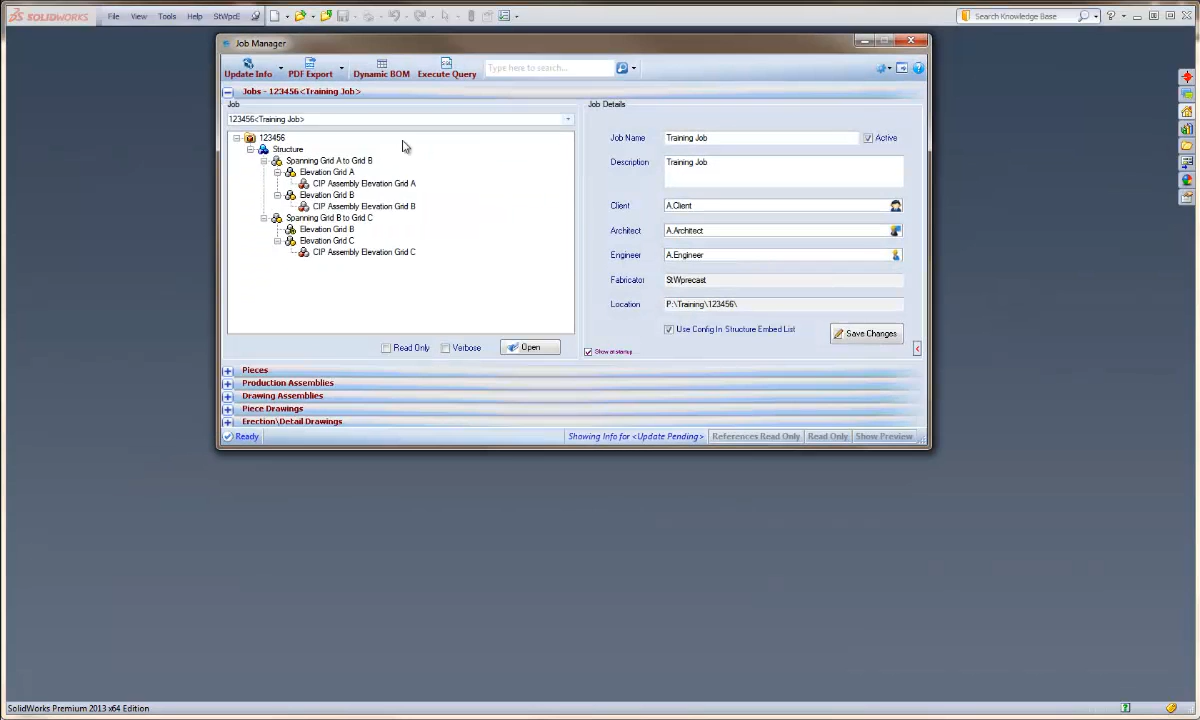 SOLIDWORKS File View Tools Help StWpcE Search Knowledge Base
Job Manager
Update Info PDF Export Dynamic BOM Execute Query Type here to search...
Jobs - 123456<Training Job>
Job
123456<Training Job>
123456
Structure
Spanning Grid A to Grid B
Elevation Grid A
CIP Assembly Elevation Grid A
Elevation Grid B
CIP Assembly Elevation Grid B
Spanning Grid B to Grid C
Elevation Grid B
Elevation Grid C
CIP Assembly Elevation Grid C
Read Only Verbose Open
Job Details
Job Name Training Job Active
Description Training Job
Client A.Client
Architect A.Architect
Engineer A.Engineer
Fabricator StWprecast
Location P:\Training\123456\
Use Config In Structure Embed List Save Changes
Show at startup
Pieces
Production Assemblies
Drawing Assemblies
Piece Drawings
Erection\Detail Drawings
Ready Showing Info for <Update Pending> References Read Only Read Only Show Preview
SolidWorks Premium 2013 x64 Edition